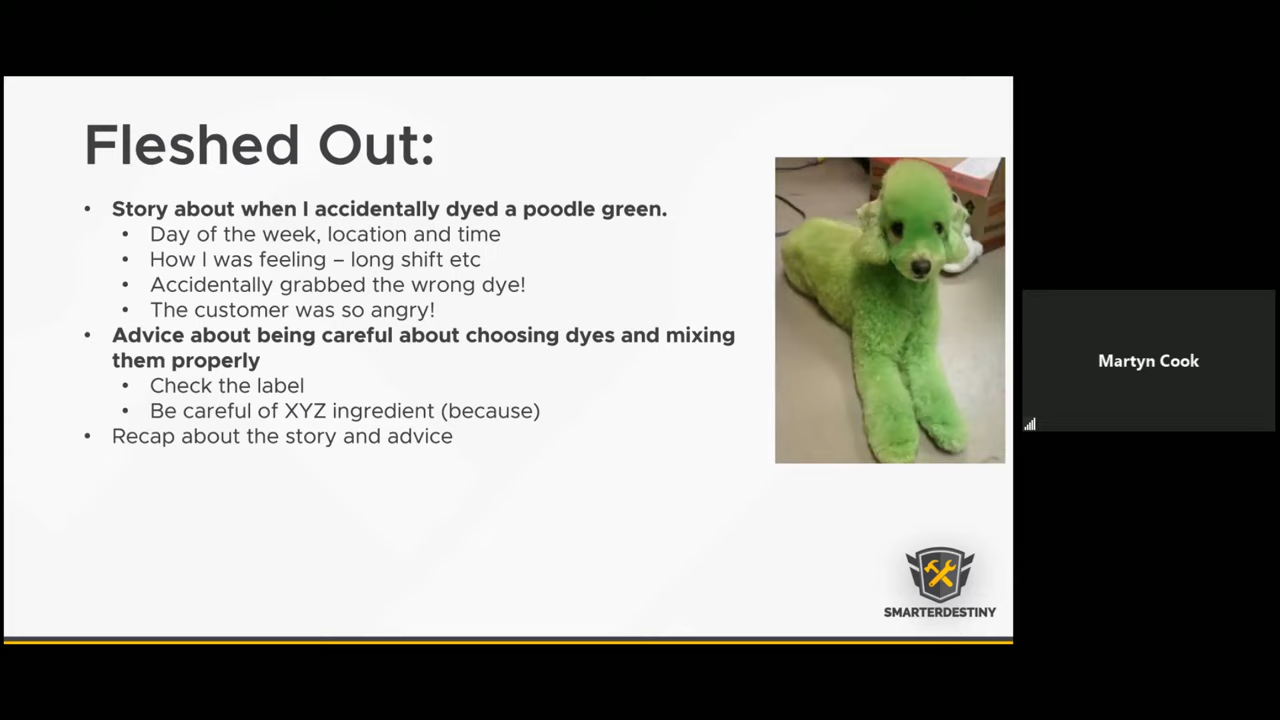 Fleshed Out:
• Story about when I accidentally dyed a poodle green.
• Day of the week, location and time
• How I was feeling – long shift etc
• Accidentally grabbed the wrong dye!
• The customer was so angry!
• Advice about being careful about choosing dyes and mixing
them properly
• Check the label
• Be careful of XYZ ingredient (because)
• Recap about the story and advice
SMARTERDESTINY
Martyn Cook